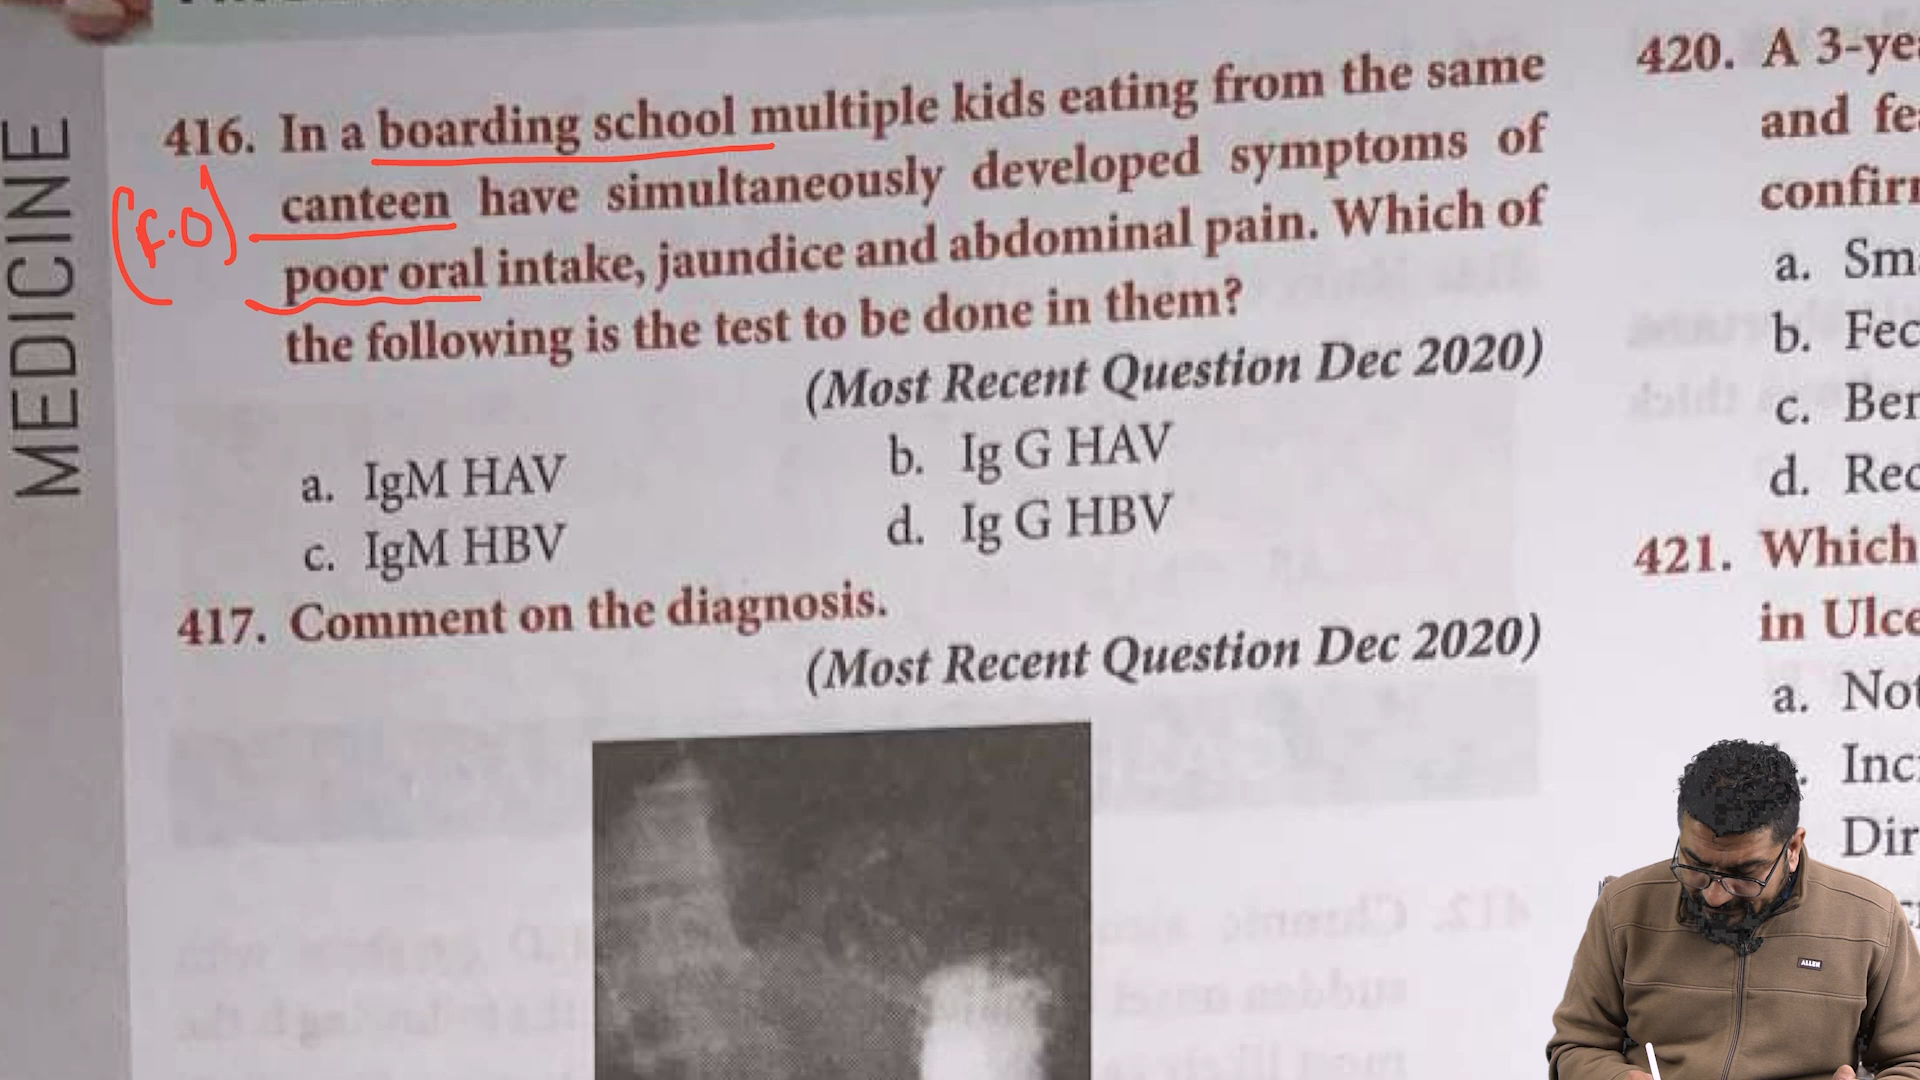 MEDICINE
416. In a boarding school multiple kids eating from the same
canteen have simultaneously developed symptoms of
poor oral intake, jaundice and abdominal pain. Which of
the following is the test to be done in them?
(Most Recent Question Dec 2020)
a. IgM HAV
b. Ig G HAV
c. IgM HBV
d. Ig G HBV
417. Comment on the diagnosis.
(Most Recent Question Dec 2020)
(F.O)
420. A 3-ye
and fe
confir
a. Sm
b. Fec
c. Ber
d. Rec
421. Which
in Ulce
a. Not
Inc
Dir
ALLEN